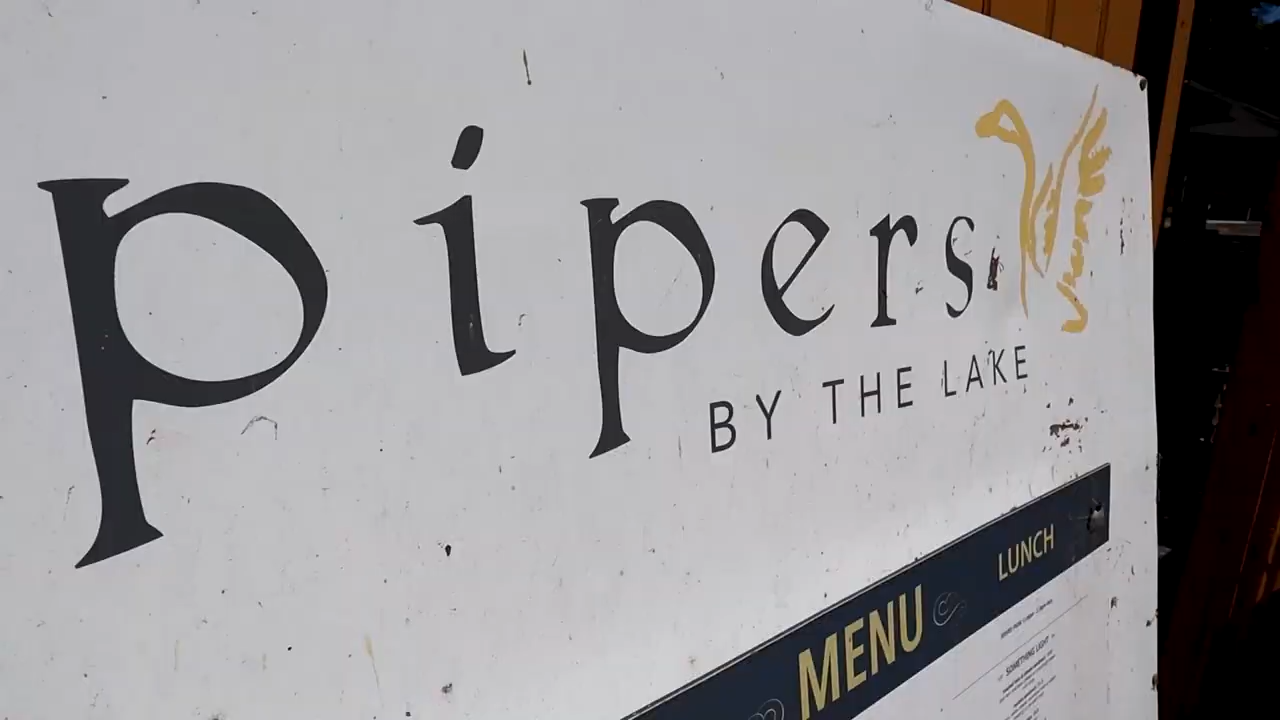 pipers
BY THE LAKE
MENU
LUNCH
SOMETHING LIGHT